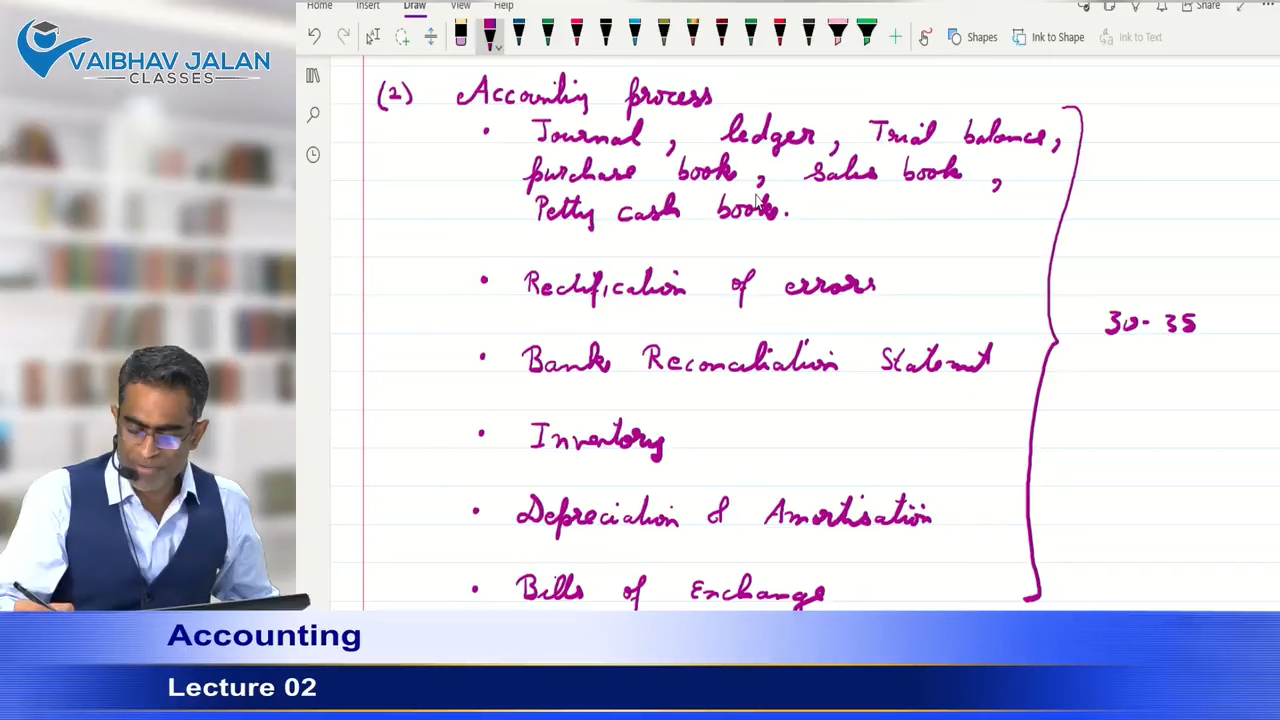 Home Insert Draw View Help Share
VAIBHAV JALAN
CLASSES
Shapes Ink to Shape Ink to Text
(2) Accounting process
• Journal, ledger, Trial balance,
purchase book, sales book,
Petty cash book.
• Rectification of errors
30-35
• Bank Reconciliation Statement
• Inventory
• Depreciation & Amortisation
• Bills of Exchange
Accounting
Lecture 02